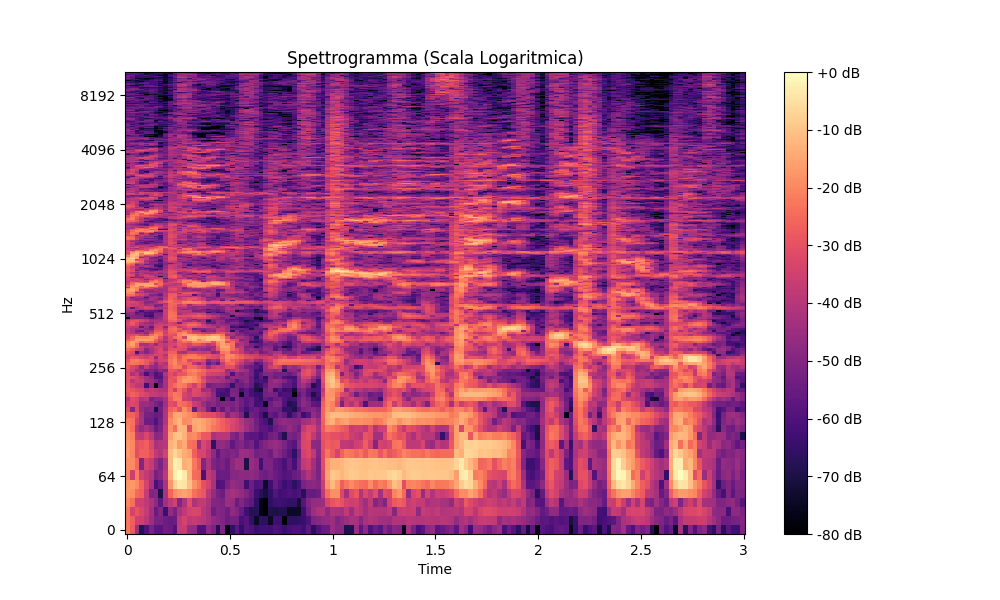 Spettrogramma (Scala Logaritmica)
Hz
8192
4096
2048
1024
512
256
128
64
0
0
0.5
1
1.5
2
2.5
3
Time
+0 dB
-10 dB
-20 dB
-30 dB
-40 dB
-50 dB
-60 dB
-70 dB
-80 dB